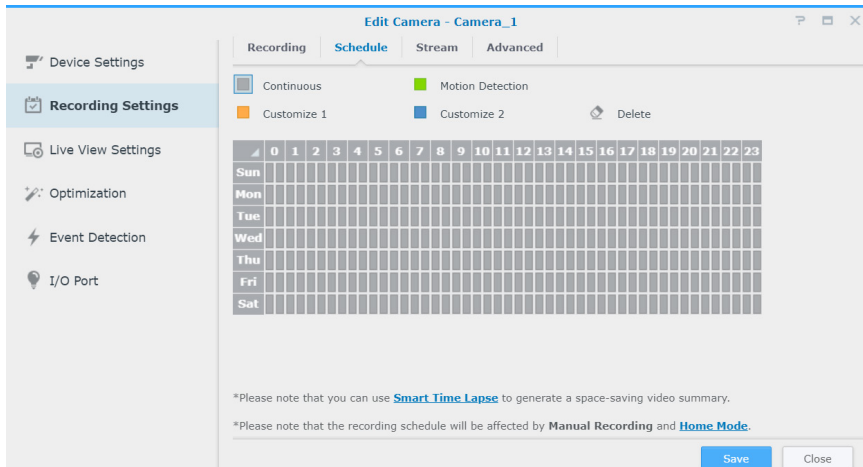 Edit Camera - Camera_1
Device Settings
Recording Settings
Live View Settings
Optimization
Event Detection
I/O Port
Recording Schedule Stream Advanced
Continuous Motion Detection
Customize 1 Customize 2 Delete
0 1 2 3 4 5 6 7 8 9 10 11 12 13 14 15 16 17 18 19 20 21 22 23
Sun
Mon
Tue
Wed
Thu
Fri
Sat
*Please note that you can use Smart Time Lapse to generate a space-saving video summary.
*Please note that the recording schedule will be affected by Manual Recording and Home Mode.
Save Close